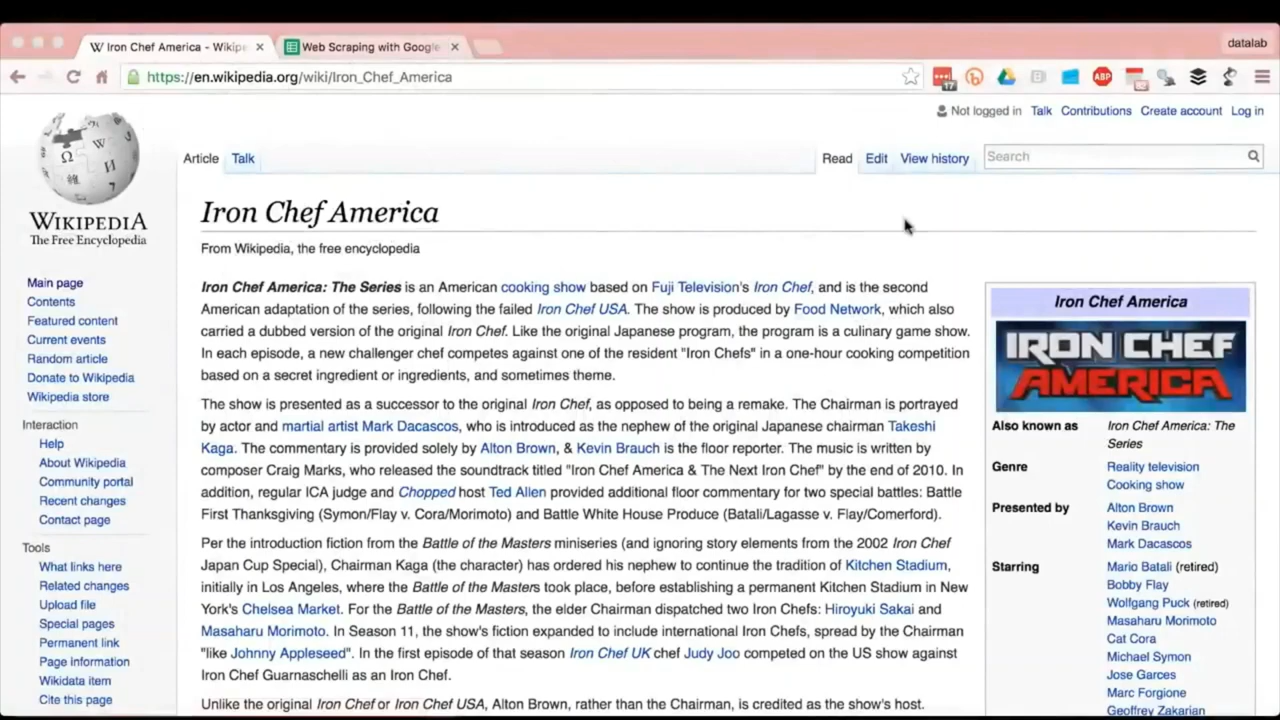 Iron Chef America - Wikipe
Web Scraping with Google
datalab
https://en.wikipedia.org/wiki/Iron_Chef_America
17
ABP
Not logged in Talk Contributions Create account Log in
Article Talk
Read Edit View history
Search
WIKIPEDIA
The Free Encyclopedia
Main page
Contents
Featured content
Current events
Random article
Donate to Wikipedia
Wikipedia store
Interaction
Help
About Wikipedia
Community portal
Recent changes
Contact page
Tools
What links here
Related changes
Upload file
Special pages
Permanent link
Page information
Wikidata item
Cite this page
Iron Chef America
From Wikipedia, the free encyclopedia
Iron Chef America: The Series is an American cooking show based on Fuji Television's Iron Chef, and is the second
American adaptation of the series, following the failed Iron Chef USA. The show is produced by Food Network, which also
carried a dubbed version of the original Iron Chef. Like the original Japanese program, the program is a culinary game show.
In each episode, a new challenger chef competes against one of the resident "Iron Chefs" in a one-hour cooking competition
based on a secret ingredient or ingredients, and sometimes theme.
The show is presented as a successor to the original Iron Chef, as opposed to being a remake. The Chairman is portrayed
by actor and martial artist Mark Dacascos, who is introduced as the nephew of the original Japanese chairman Takeshi
Kaga. The commentary is provided solely by Alton Brown, & Kevin Brauch is the floor reporter. The music is written by
composer Craig Marks, who released the soundtrack titled "Iron Chef America & The Next Iron Chef" by the end of 2010. In
addition, regular ICA judge and Chopped host Ted Allen provided additional floor commentary for two special battles: Battle
First Thanksgiving (Symon/Flay v. Cora/Morimoto) and Battle White House Produce (Batali/Lagasse v. Flay/Comerford).
Per the introduction fiction from the Battle of the Masters miniseries (and ignoring story elements from the 2002 Iron Chef
Japan Cup Special), Chairman Kaga (the character) has ordered his nephew to continue the tradition of Kitchen Stadium,
initially in Los Angeles, where the Battle of the Masters took place, before establishing a permanent Kitchen Stadium in New
York's Chelsea Market. For the Battle of the Masters, the elder Chairman dispatched two Iron Chefs: Hiroyuki Sakai and
Masaharu Morimoto. In Season 11, the show's fiction expanded to include international Iron Chefs, spread by the Chairman
"like Johnny Appleseed". In the first episode of that season Iron Chef UK chef Judy Joo competed on the US show against
Iron Chef Guarnaschelli as an Iron Chef.
Unlike the original Iron Chef or Iron Chef USA, Alton Brown, rather than the Chairman, is credited as the show's host.
Iron Chef America
IRON CHEF
AMERICA
Also known as Iron Chef America: The
Series
Genre Reality television
Cooking show
Presented by Alton Brown
Kevin Brauch
Mark Dacascos
Starring Mario Batali (retired)
Bobby Flay
Wolfgang Puck (retired)
Masaharu Morimoto
Cat Cora
Michael Symon
Jose Garces
Marc Forgione
Geoffrey Zakarian